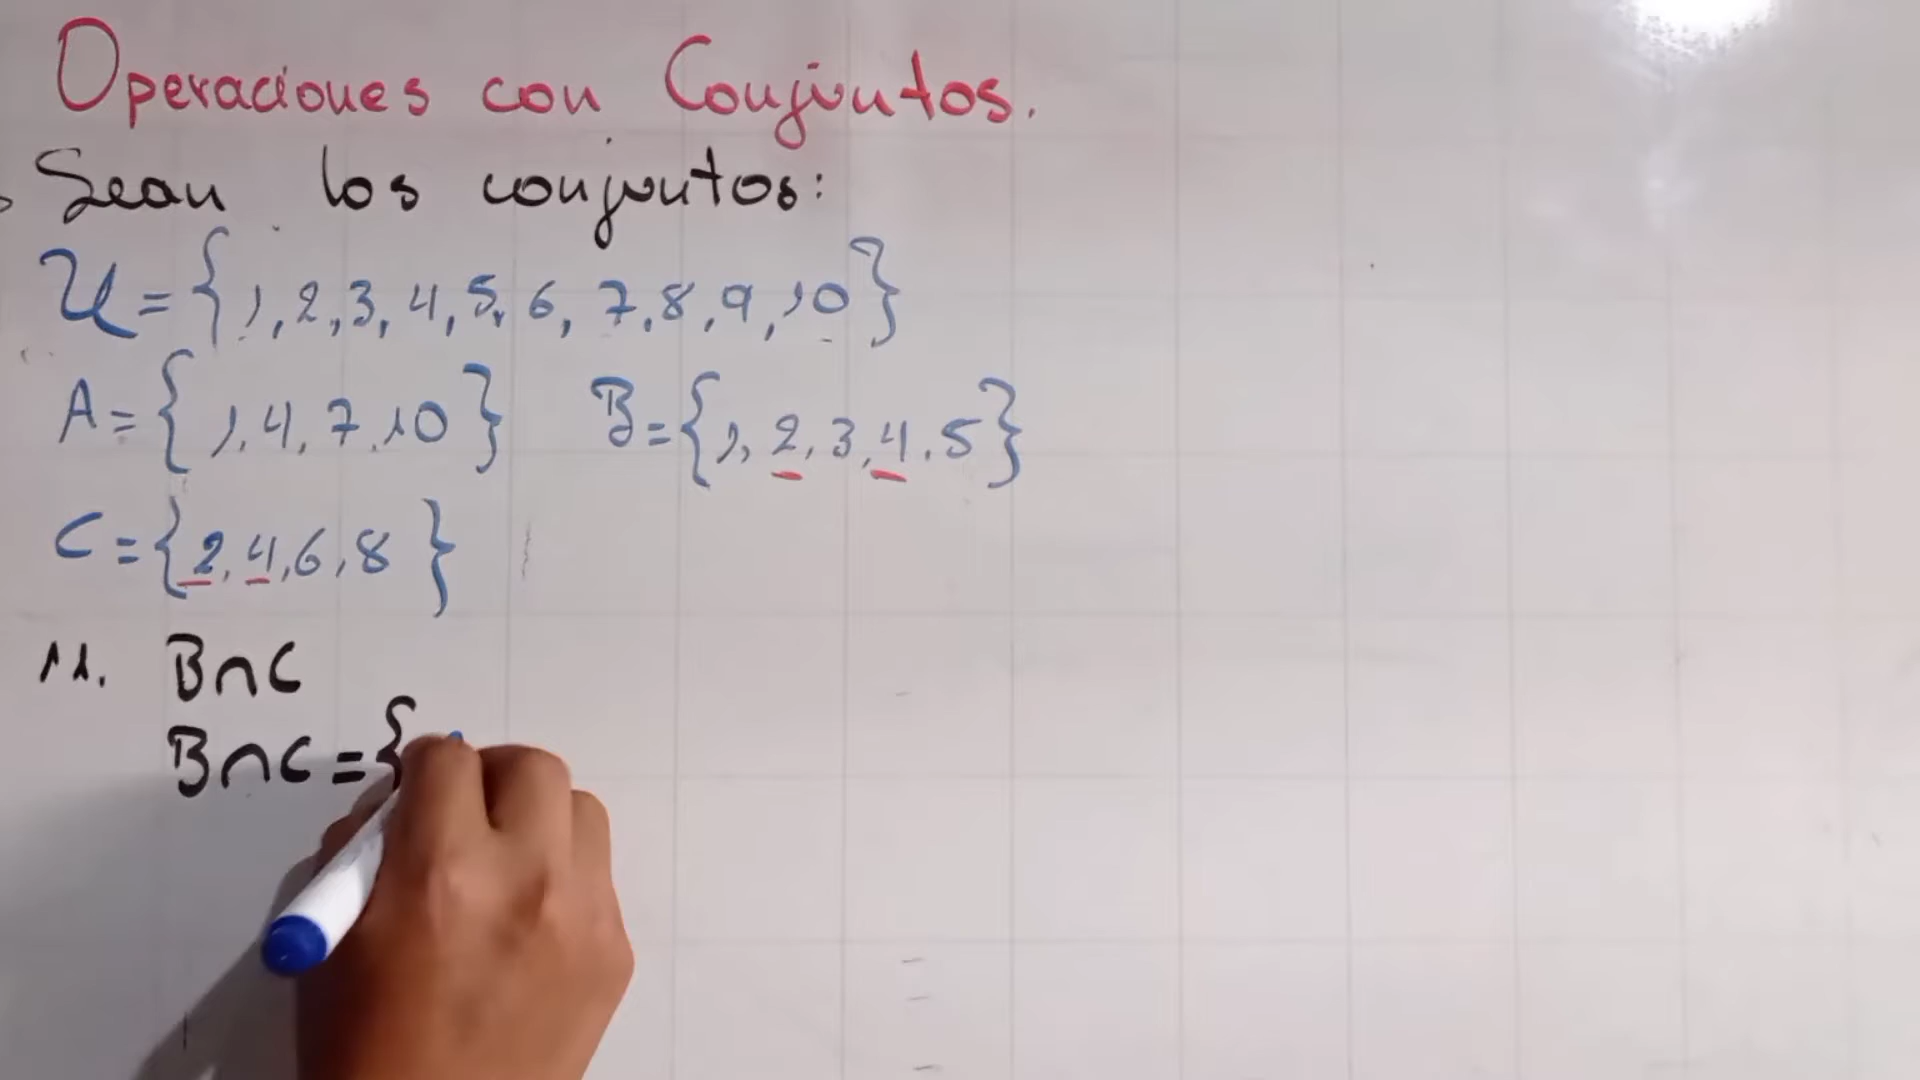 Operaciones con Conjuntos.
Sean los conjuntos:
U = {1, 2, 3, 4, 5, 6, 7, 8, 9, 10}
A = {1, 4, 7, 10} B = {1, 2, 3, 4, 5}
C = {2, 4, 6, 8}
11. B∩C
B∩C = {